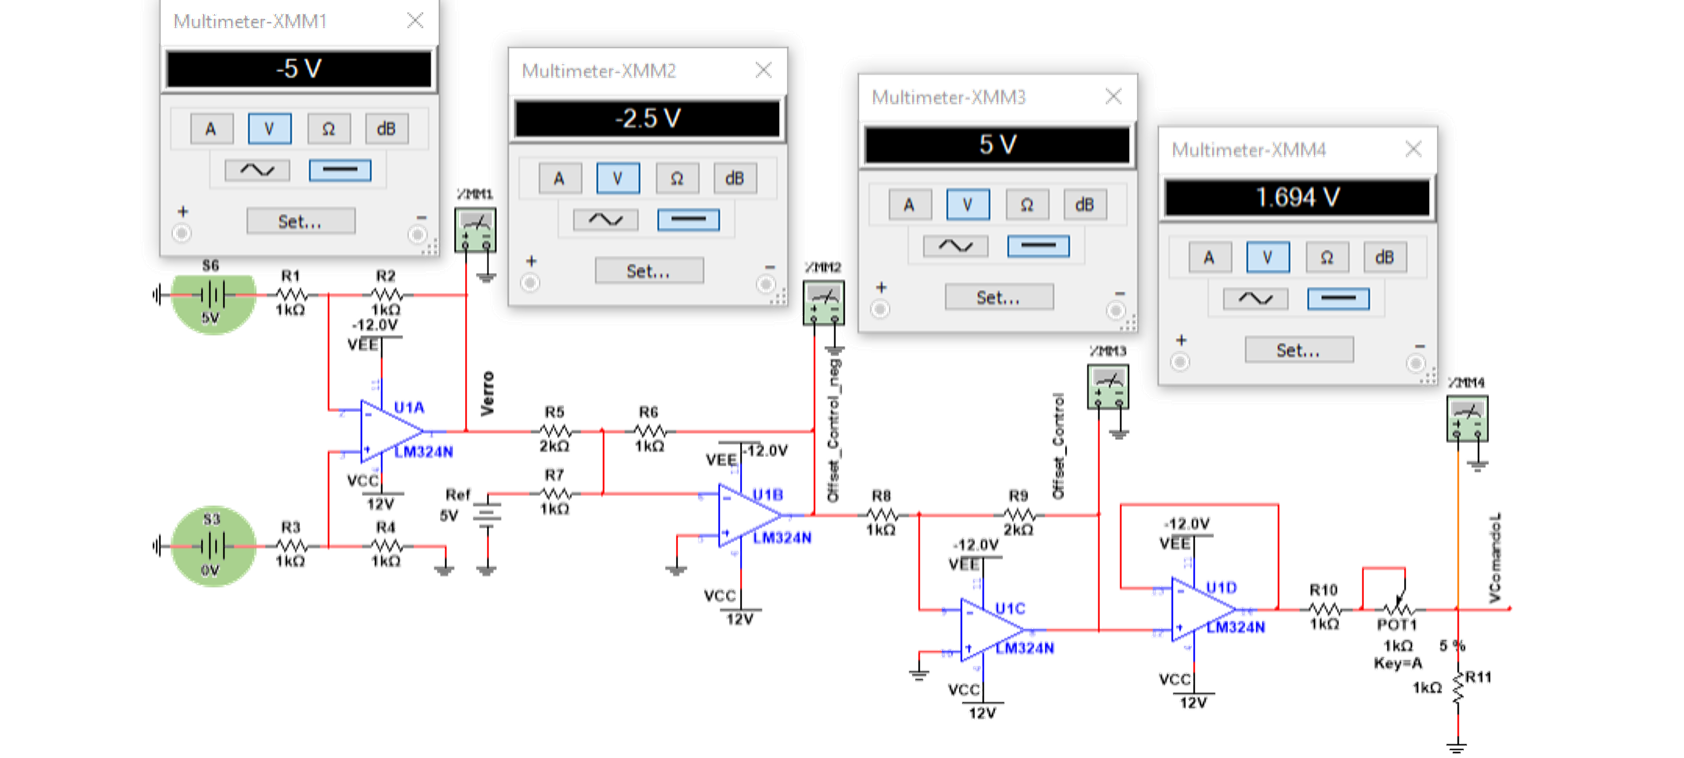 Multimeter-XMM1
-5 V
A V Ω dB
+ Set... −
Multimeter-XMM2
-2.5 V
A V Ω dB
+ Set... −
Multimeter-XMM3
5 V
A V Ω dB
+ Set... −
Multimeter-XMM4
1.694 V
A V Ω dB
+ Set... −
XMM1
XMM2
XMM3
XMM4
S6
5V
R1
1kΩ
R2
1kΩ
-12.0V
VEE
11
U1A
LM324N
VCC
12V
Verro
S3
0V
R3
1kΩ
R4
1kΩ
R5
2kΩ
R6
1kΩ
R7
1kΩ
Ref
5V
VEE
-12.0V
U1B
LM324N
VCC
12V
Offset_Control_neg
R8
1kΩ
R9
2kΩ
Offset_Control
-12.0V
VEE
11
U1C
LM324N
VCC
12V
-12.0V
VEE
11
U1D
LM324N
VCC
12V
R10
1kΩ
POT1
1kΩ
Key=A
5 %
R11
1kΩ
VComandoL